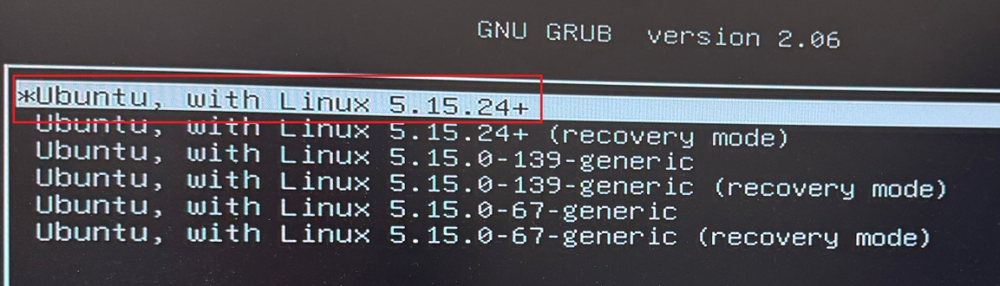 GNU GRUB version 2.06
*Ubuntu, with Linux 5.15.24+
Ubuntu, with Linux 5.15.24+ (recovery mode)
Ubuntu, with Linux 5.15.0-139-generic
Ubuntu, with Linux 5.15.0-139-generic (recovery mode)
Ubuntu, with Linux 5.15.0-67-generic
Ubuntu, with Linux 5.15.0-67-generic (recovery mode)